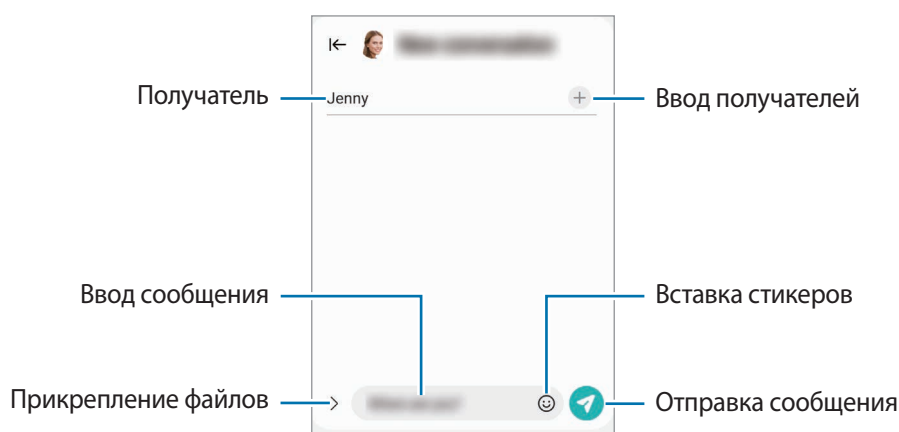 Получатель
Jenny
Ввод получателей
Ввод сообщения
Вставка стикеров
Прикрепление файлов
Отправка сообщения